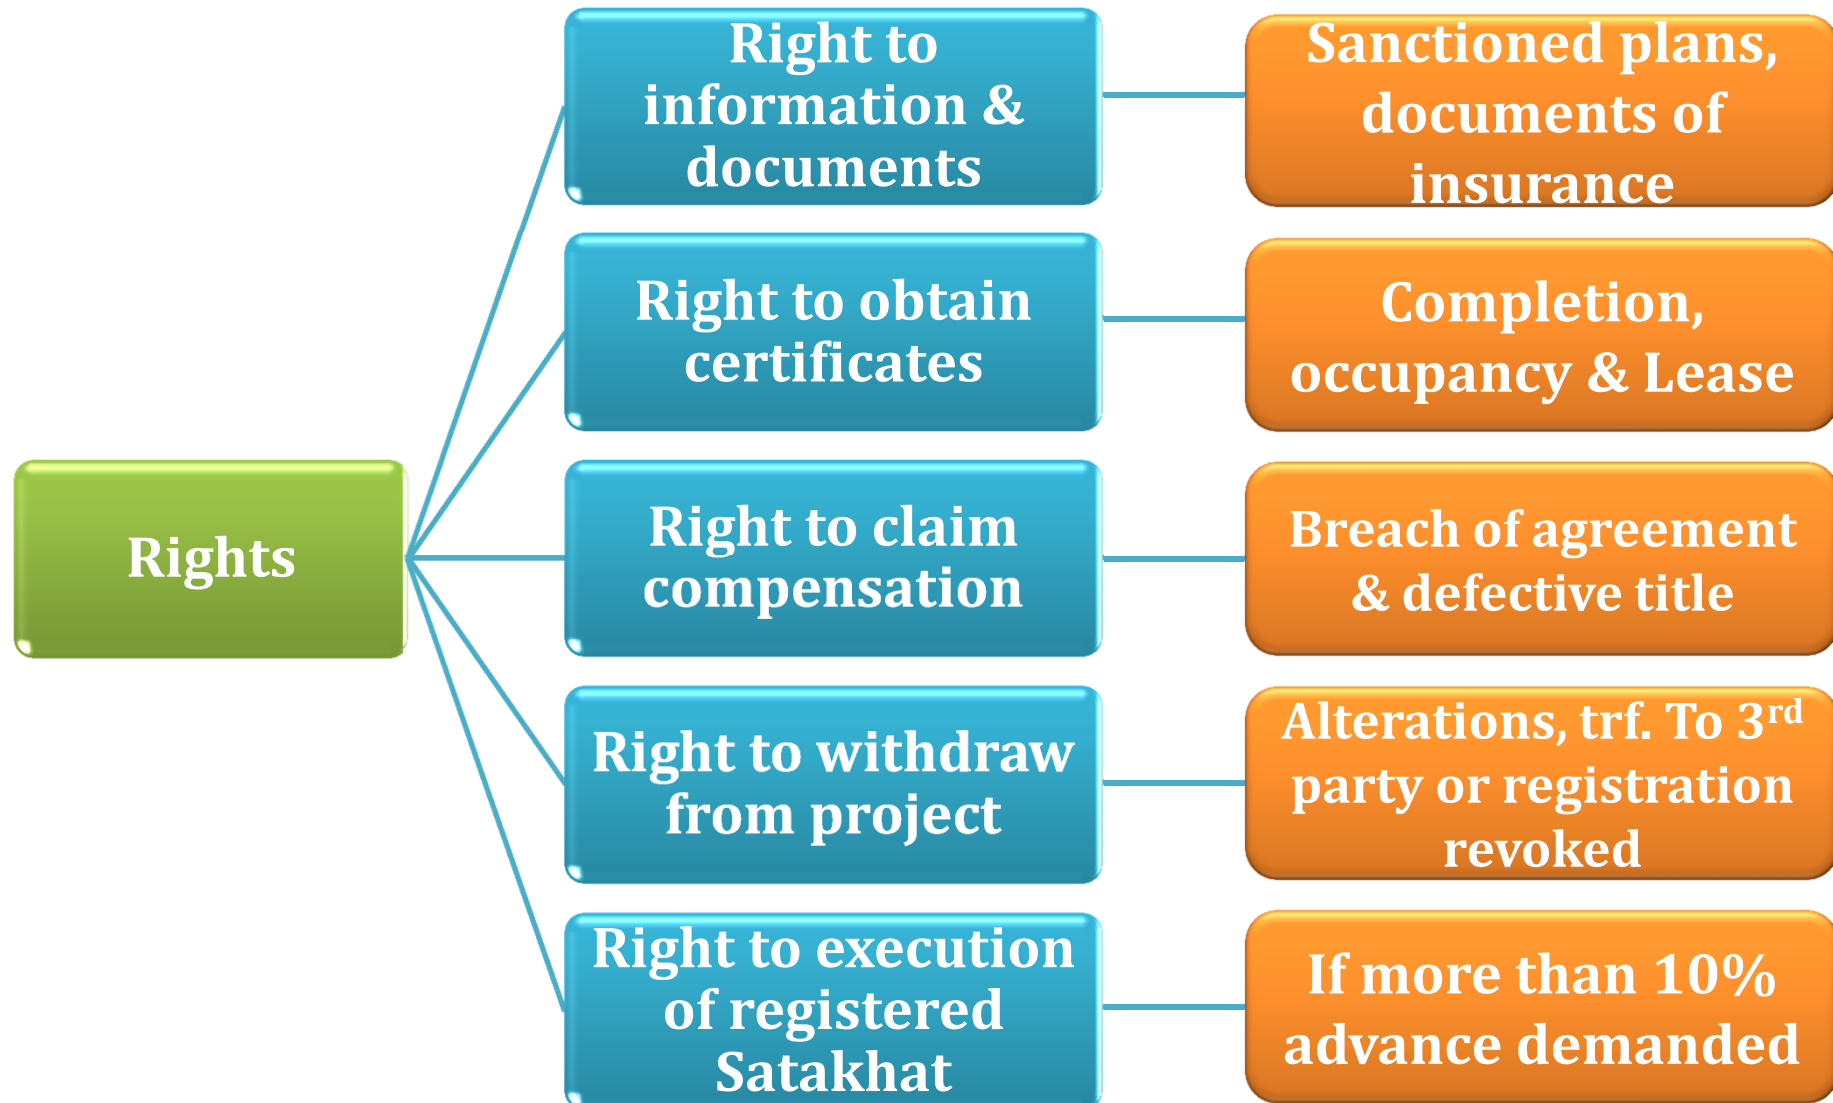 Rights
Right to
information &
documents
Sanctioned plans,
documents of
insurance
Right to obtain
certificates
Completion,
occupancy & Lease
Right to claim
compensation
Breach of agreement
& defective title
Right to withdraw
from project
Alterations, trf. To 3rd
party or registration
revoked
Right to execution
of registered
Satakhat
If more than 10%
advance demanded